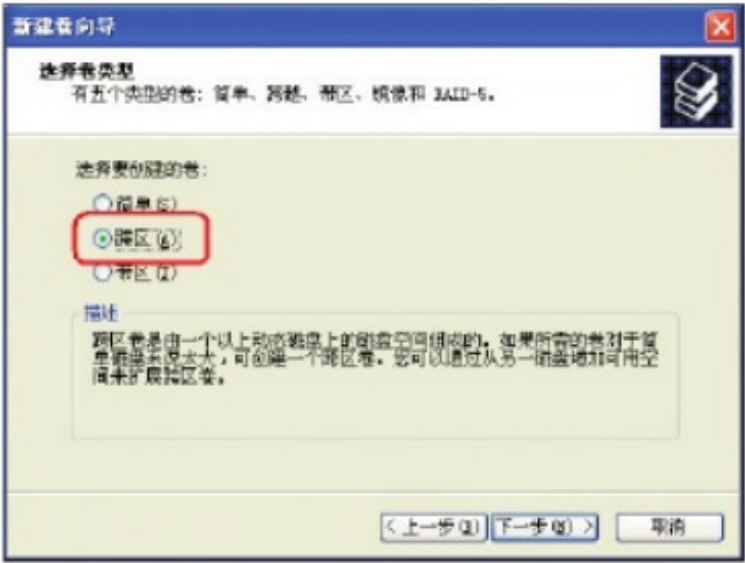 新建卷向导
选择卷类型
有五个类型的卷：简单、跨越、带区、镜像和 RAID-5。
选择要创建的卷：
简单(S)
跨区(A)
带区(T)
描述
跨区卷是由一个以上动态磁盘上的磁盘空间组成的。如果所需的卷对于简
单磁盘来说太大，可创建一个跨区卷。您可以通过从另一磁盘增加可用空
间来扩展跨区卷。
<上一步(B) 下一步(N) > 取消